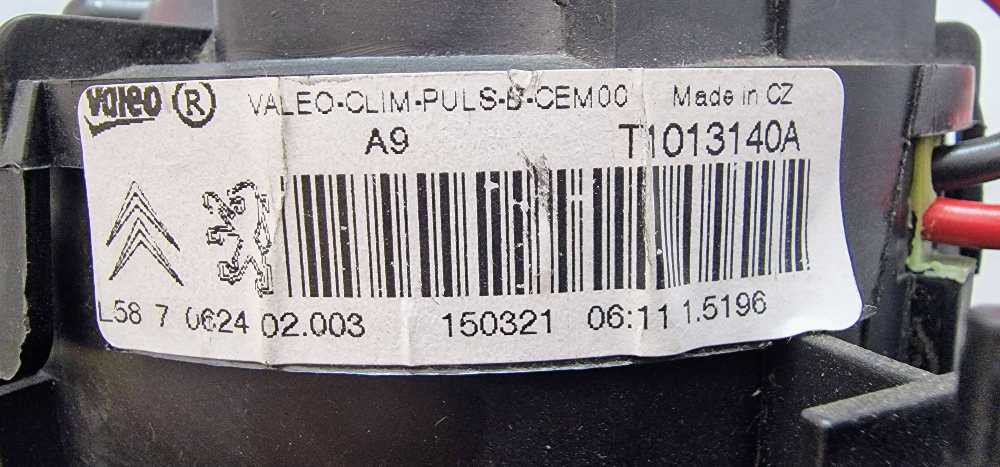 Valeo ® VALEO-CLIM-PULS-B-CEM00 Made in CZ
A9 T1013140A
L58 7 0624 02.003 150321 06:11 1.5196